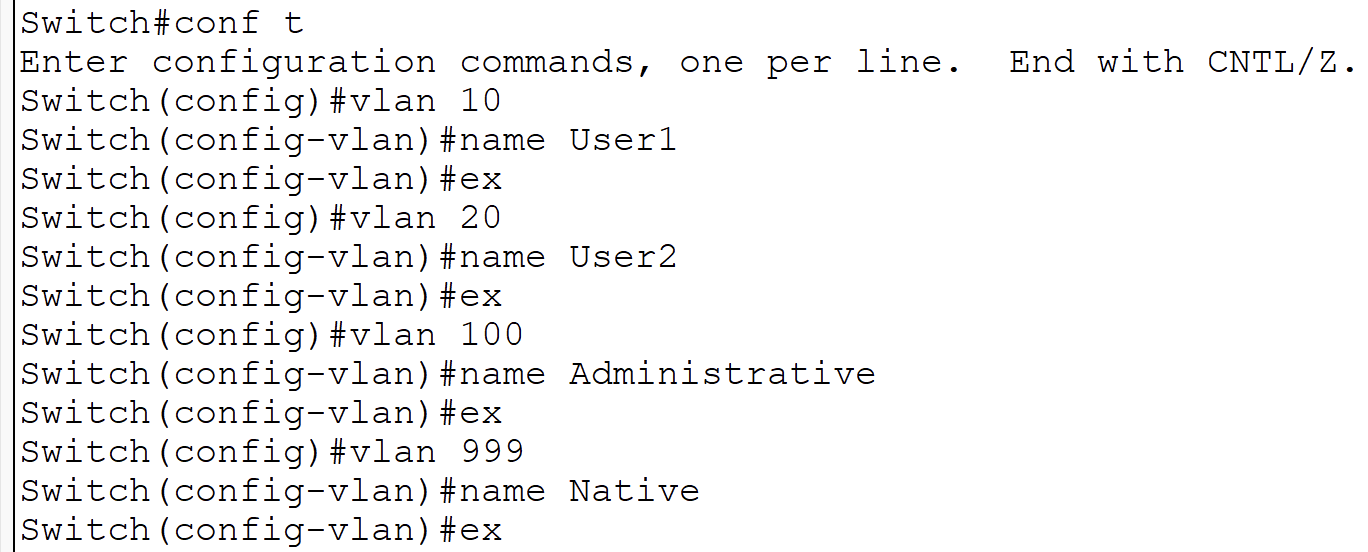 Switch#conf t
Enter configuration commands, one per line.  End with CNTL/Z.
Switch(config)#vlan 10
Switch(config-vlan)#name User1
Switch(config-vlan)#ex
Switch(config)#vlan 20
Switch(config-vlan)#name User2
Switch(config-vlan)#ex
Switch(config)#vlan 100
Switch(config-vlan)#name Administrative
Switch(config-vlan)#ex
Switch(config)#vlan 999
Switch(config-vlan)#name Native
Switch(config-vlan)#ex